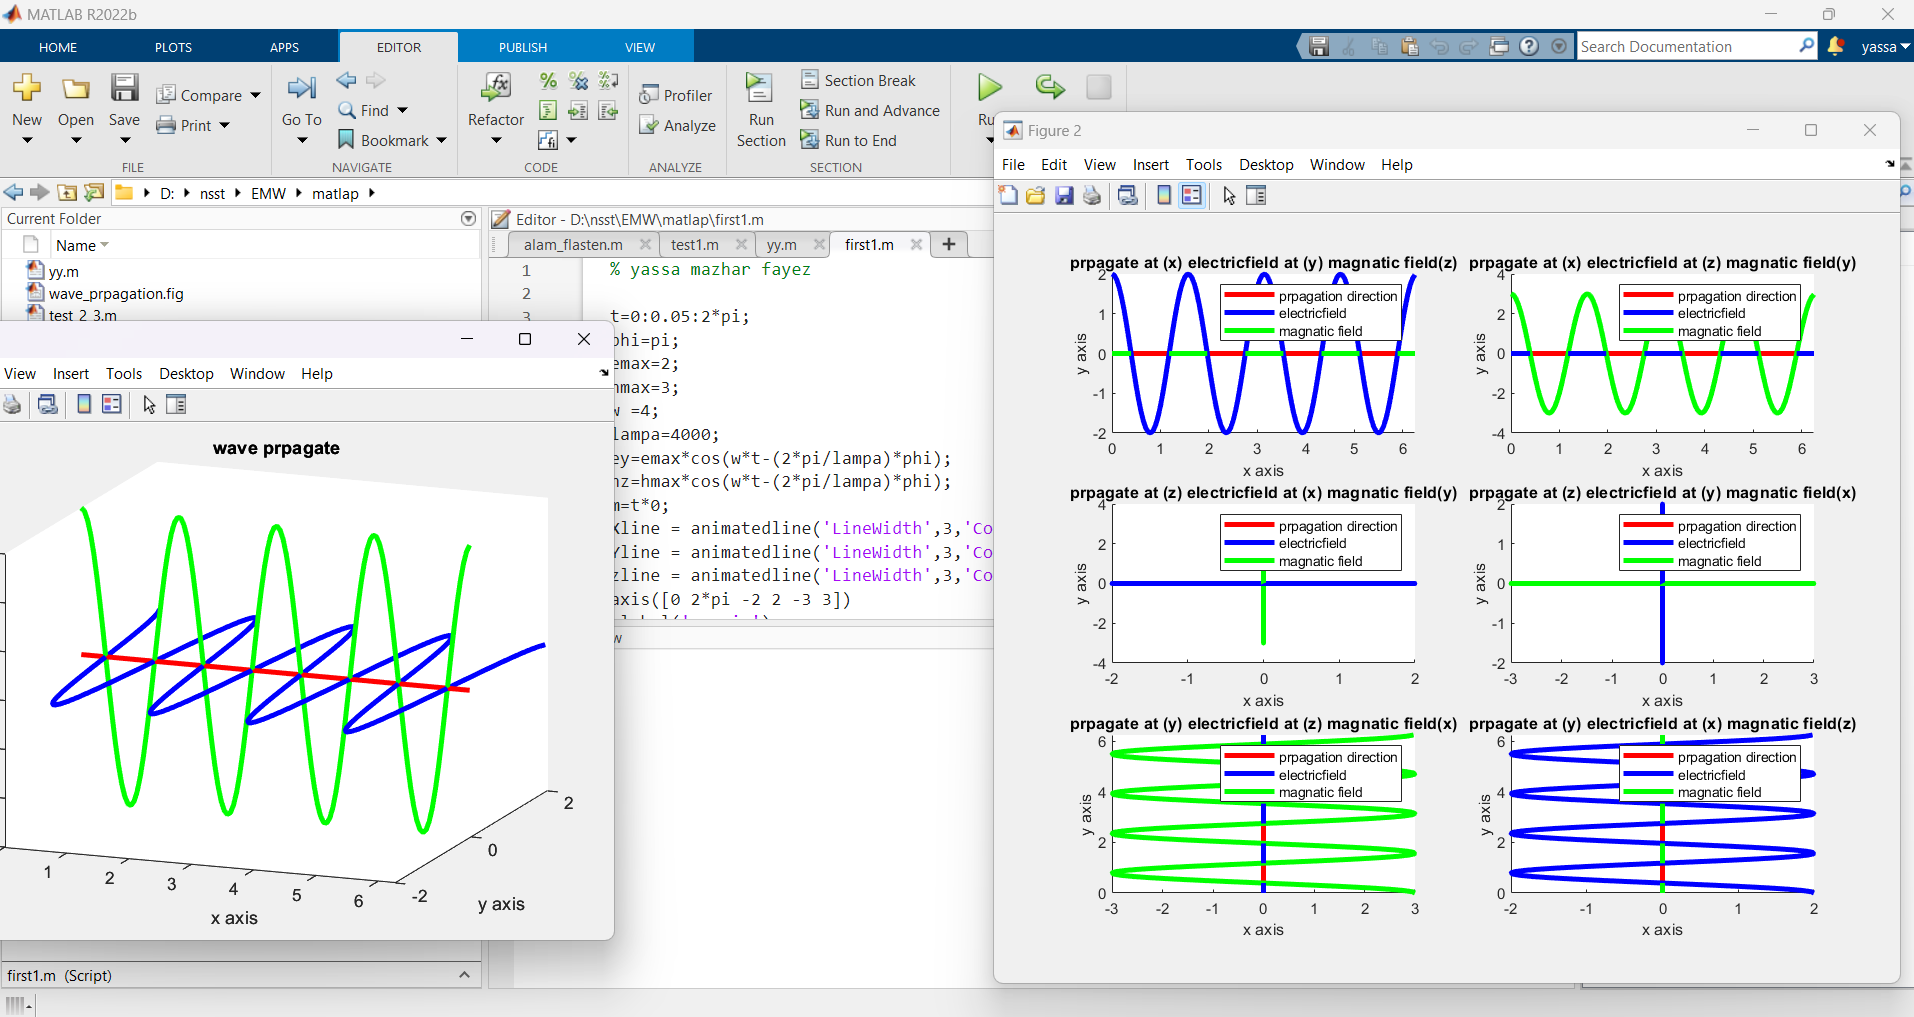 MATLAB R2022b
HOME PLOTS APPS EDITOR PUBLISH VIEW
Search Documentation
yassa
New Open Save
Compare
Print
FILE
Go To
Find
Bookmark
NAVIGATE
Refactor
CODE
Profiler
Analyze
ANALYZE
Run Section
Section Break
Run and Advance
Run to End
SECTION
D: nsst EMW matlap
Current Folder
Name
yy.m
wave_prpagation.fig
test_2_3.m
Editor - D:\nsst\EMW\matlap\first1.m
alam_flasten.m test1.m yy.m first1.m
1 % yassa mazhar fayez
2
3 t=0:0.05:2*pi;
phi=pi;
emax=2;
hmax=3;
w =4;
lampa=4000;
ey=emax*cos(w*t-(2*pi/lampa)*phi);
hz=hmax*cos(w*t-(2*pi/lampa)*phi);
m=t*0;
Xline = animatedline('LineWidth',3,'Co
Yline = animatedline('LineWidth',3,'Co
zline = animatedline('LineWidth',3,'Co
axis([0 2*pi -2 2 -3 3])
View Insert Tools Desktop Window Help
wave prpagate
1 2 3 4 5 6
x axis
-2 0 2
y axis
first1.m (Script)
Figure 2
File Edit View Insert Tools Desktop Window Help
prpagate at (x) electricfield at (y) magnatic field(z)
prpagation direction
electricfield
magnatic field
2
1
0
-1
-2
y axis
0 1 2 3 4 5 6
x axis
prpagate at (x) electricfield at (z) magnatic field(y)
prpagation direction
electricfield
magnatic field
4
2
0
-2
-4
y axis
0 1 2 3 4 5 6
x axis
prpagate at (z) electricfield at (x) magnatic field(y)
prpagation direction
electricfield
magnatic field
4
2
0
-2
-4
y axis
-2 -1 0 1 2
x axis
prpagate at (z) electricfield at (y) magnatic field(x)
prpagation direction
electricfield
magnatic field
2
1
0
-1
-2
y axis
-3 -2 -1 0 1 2 3
x axis
prpagate at (y) electricfield at (z) magnatic field(x)
prpagation direction
electricfield
magnatic field
6
4
2
0
y axis
-3 -2 -1 0 1 2 3
x axis
prpagate at (y) electricfield at (x) magnatic field(z)
prpagation direction
electricfield
magnatic field
6
4
2
0
y axis
-2 -1 0 1 2
x axis